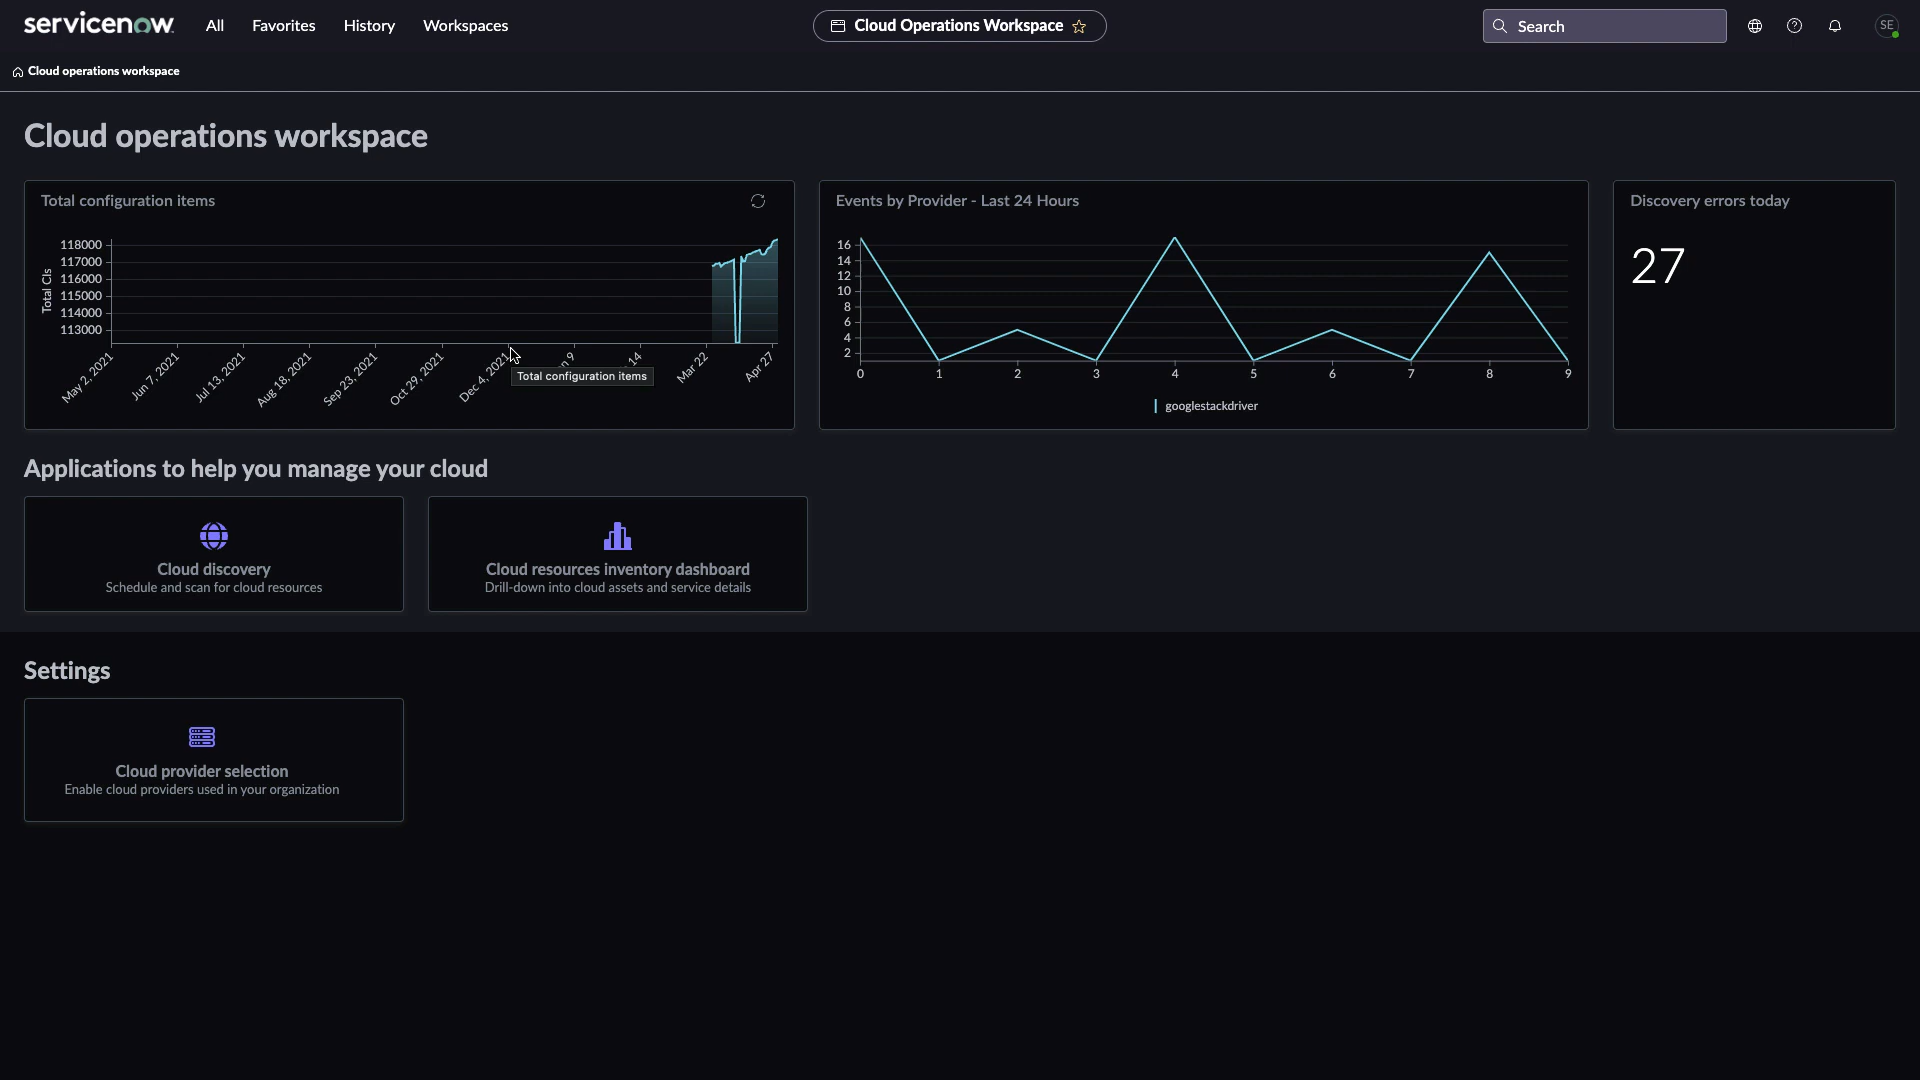 servicenow
All
Favorites
History
Workspaces
Cloud Operations Workspace
Search
SE
Cloud operations workspace
Cloud operations workspace
Total configuration items
Total CIs
118000
117000
116000
115000
114000
113000
May 2, 2021
Jun 7, 2021
Jul 13, 2021
Aug 18, 2021
Sep 23, 2021
Oct 29, 2021
Dec 4, 2021
9
14
Mar 22
Apr 27
Total configuration items
Events by Provider - Last 24 Hours
16
14
12
10
8
6
4
2
0 1 2 3 4 5 6 7 8 9
googlestackdriver
Discovery errors today
27
Applications to help you manage your cloud
Cloud discovery
Schedule and scan for cloud resources
Cloud resources inventory dashboard
Drill-down into cloud assets and service details
Settings
Cloud provider selection
Enable cloud providers used in your organization